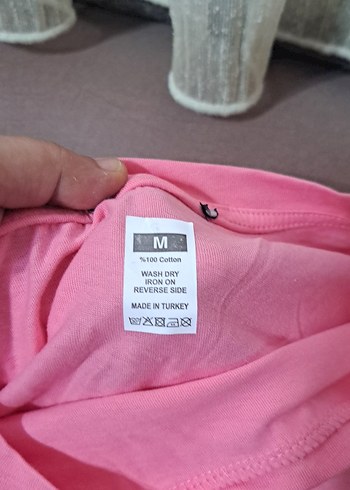 M
%100 Cotton
WASH DRY
IRON ON
REVERSE SIDE
MADE IN TURKEY